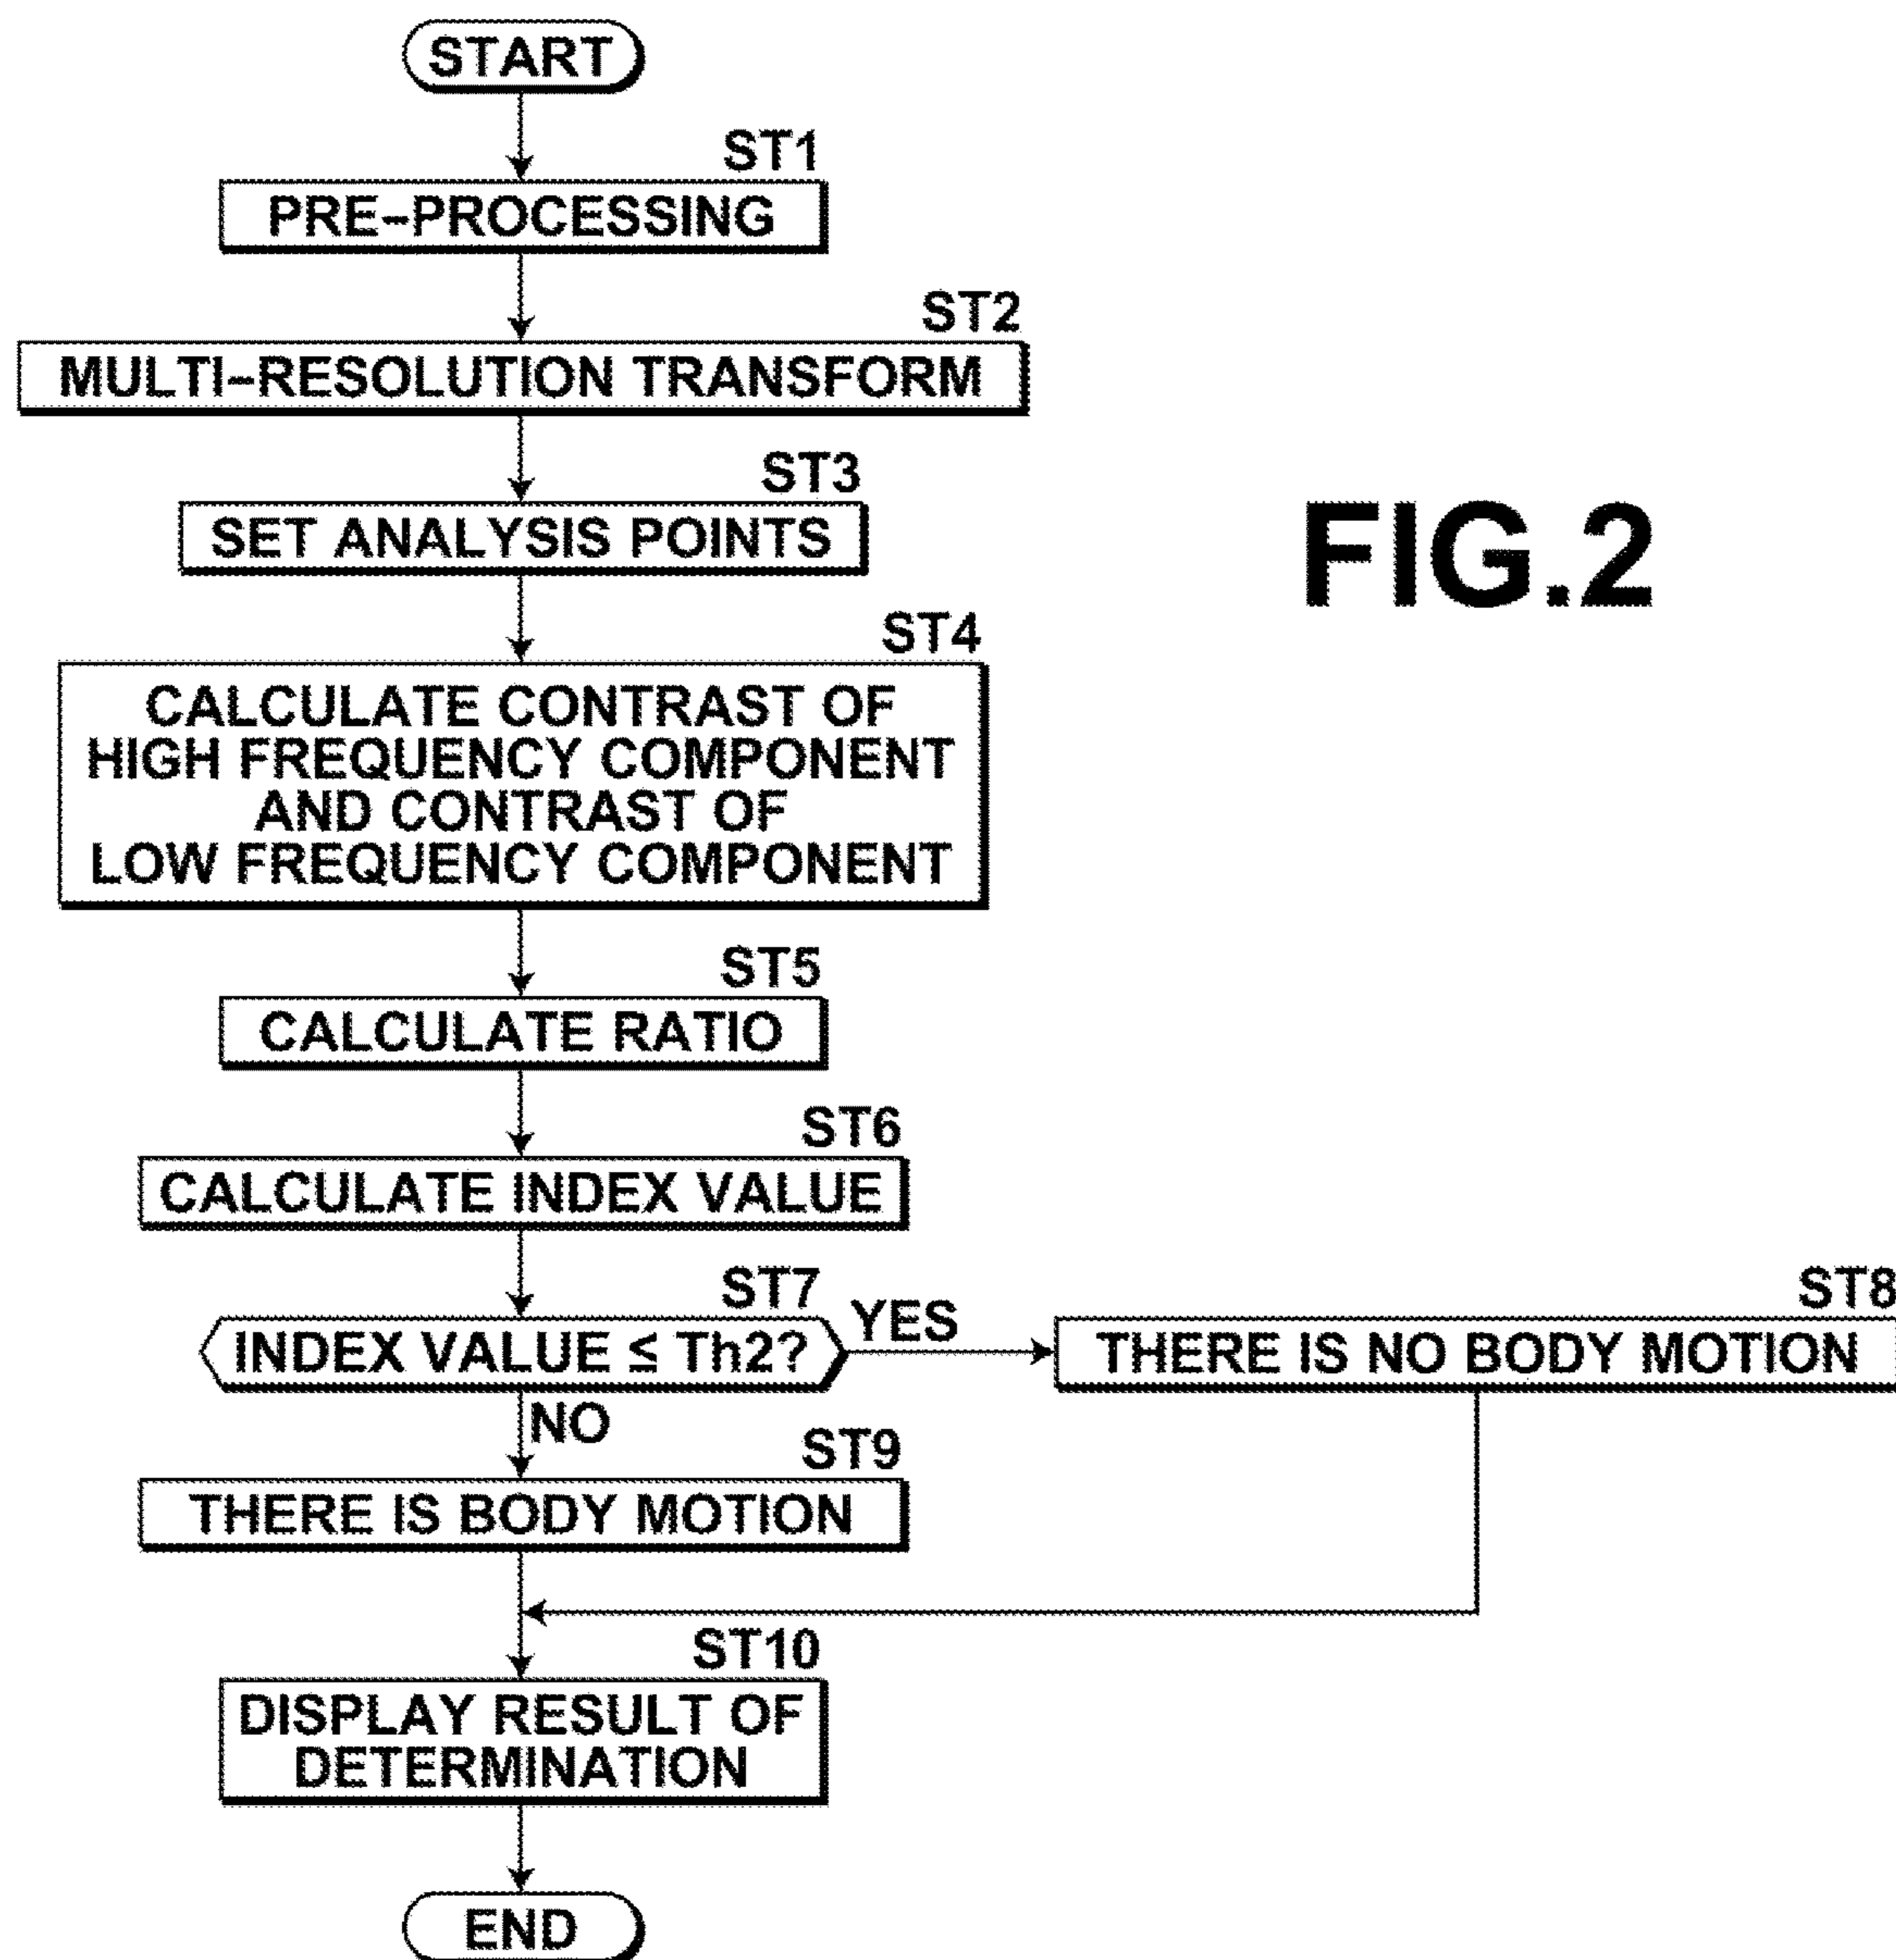 START
ST1
PRE-PROCESSING
ST2
MULTI-RESOLUTION TRANSFORM
ST3
SET ANALYSIS POINTS
FIG.2
ST4
CALCULATE CONTRAST OF
HIGH FREQUENCY COMPONENT
AND CONTRAST OF
LOW FREQUENCY COMPONENT
ST5
CALCULATE RATIO
ST6
CALCULATE INDEX VALUE
ST7
INDEX VALUE ≤ Th2?
YES
ST8
THERE IS NO BODY MOTION
NO
ST9
THERE IS BODY MOTION
ST10
DISPLAY RESULT OF
DETERMINATION
END